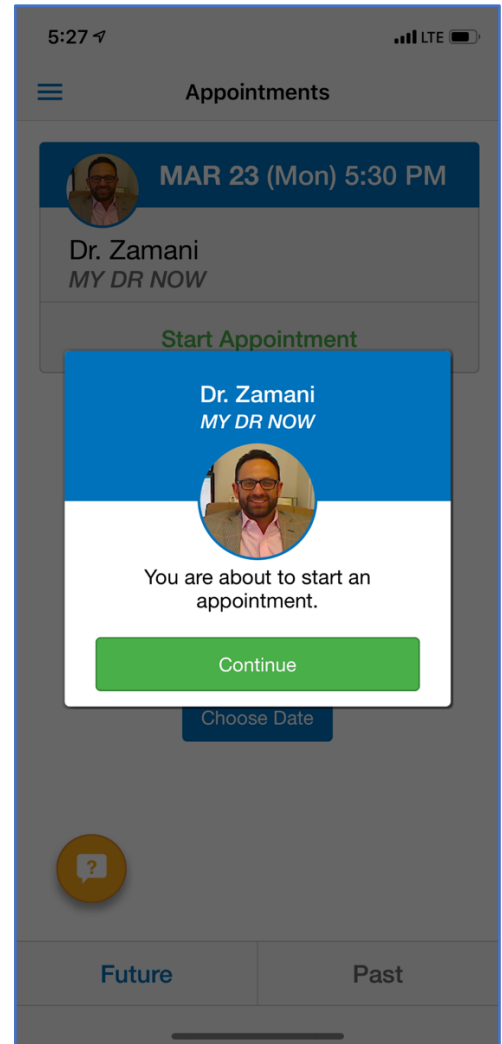 5:27
LTE
Appointments
MAR 23 (Mon) 5:30 PM
Dr. Zamani
MY DR NOW
Start Appointment
Dr. Zamani
MY DR NOW
You are about to start an
appointment.
Continue
Choose Date
?
Future
Past